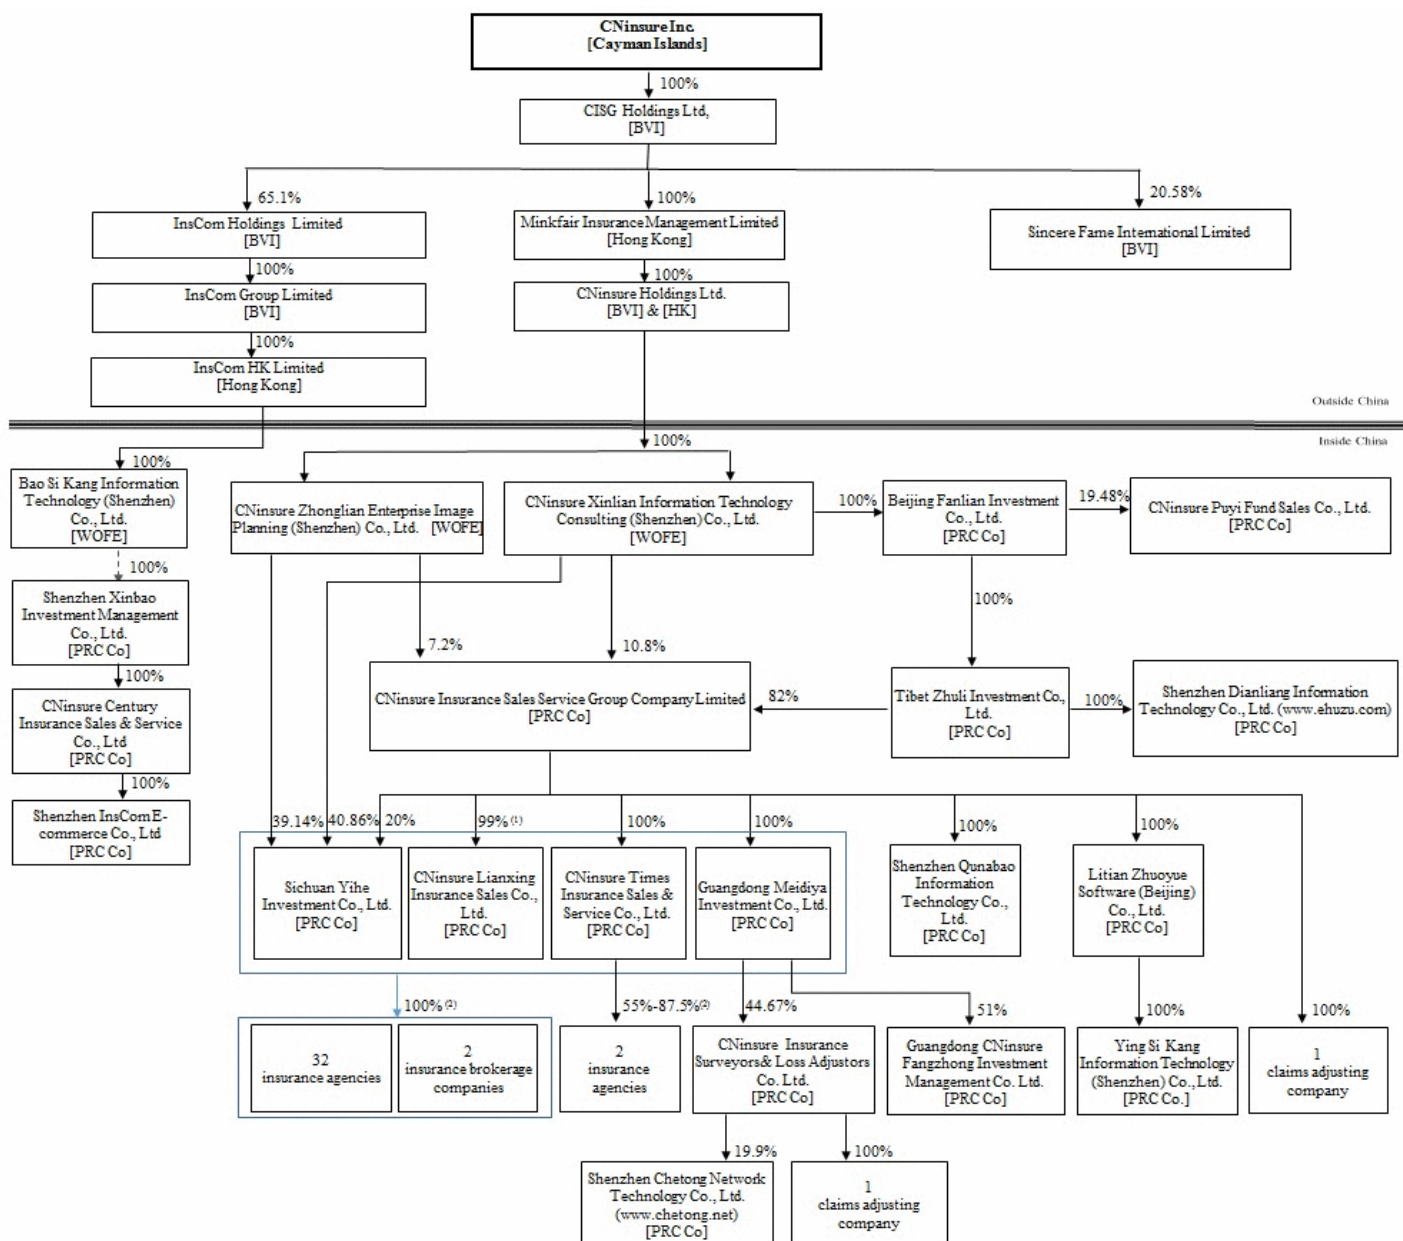 CNinsure Inc.
[Cayman Islands]
100%
CISG Holdings Ltd,
[BVI]
65.1%
100%
20.58%
InsCom Holdings Limited
[BVI]
Minkfair Insurance Management Limited
[Hong Kong]
Sincere Fame International Limited
[BVI]
100%
100%
InsCom Group Limited
[BVI]
CNinsure Holdings Ltd.
[BVI] & [HK]
100%
InsCom HK Limited
[Hong Kong]
Outside China
Inside China
100%
100%
Bao Si Kang Information
Technology (Shenzhen)
Co., Ltd.
[WOFE]
CNinsure Zhonglian Enterprise Image
Planning (Shenzhen) Co., Ltd. [WOFE]
CNinsure Xinlian Information Technology
Consulting (Shenzhen) Co., Ltd.
[WOFE]
100%
Beijing Fanlian Investment
Co., Ltd.
[PRC Co]
19.48%
CNinsure Puyi Fund Sales Co., Ltd.
[PRC Co]
100%
Shenzhen Xinbao
Investment Management
Co., Ltd.
[PRC Co]
100%
7.2%
10.8%
100%
CNinsure Insurance Sales Service Group Company Limited
[PRC Co]
82%
Tibet Zhuli Investment Co.,
Ltd.
[PRC Co]
100%
Shenzhen Dianliang Information
Technology Co., Ltd. (www.ehuzu.com)
[PRC Co]
CNinsure Century
Insurance Sales & Service
Co., Ltd
[PRC Co]
100%
Shenzhen InsCom E-
commerce Co., Ltd
[PRC Co]
39.14%
40.86%
20%
99% (1)
100%
100%
100%
100%
Sichuan Yihe
Investment Co., Ltd.
[PRC Co]
CNinsure Lianxing
Insurance Sales Co.,
Ltd.
[PRC Co]
CNinsure Times
Insurance Sales &
Service Co., Ltd.
[PRC Co]
Guangdong Meidiya
Investment Co., Ltd.
[PRC Co]
Shenzhen Qunabao
Information
Technology Co.,
Ltd.
[PRC Co]
Litian Zhuoyue
Software (Beijing)
Co., Ltd.
[PRC Co]
100% (2)
55%-87.5% (2)
44.67%
51%
100%
100%
32
insurance agencies
2
insurance brokerage
companies
2
insurance
agencies
CNinsure Insurance
Surveyors& Loss Adjustors
Co. Ltd.
[PRC Co]
Guangdong CNinsure
Fangzhong Investment
Management Co. Ltd.
[PRC Co]
Ying Si Kang
Information Technology
(Shenzhen) Co., Ltd.
[PRC Co.]
1
claims adjusting
company
19.9%
100%
Shenzhen Chetong Network
Technology Co., Ltd.
(www.chetong.net)
[PRC Co]
1
claims adjusting
company